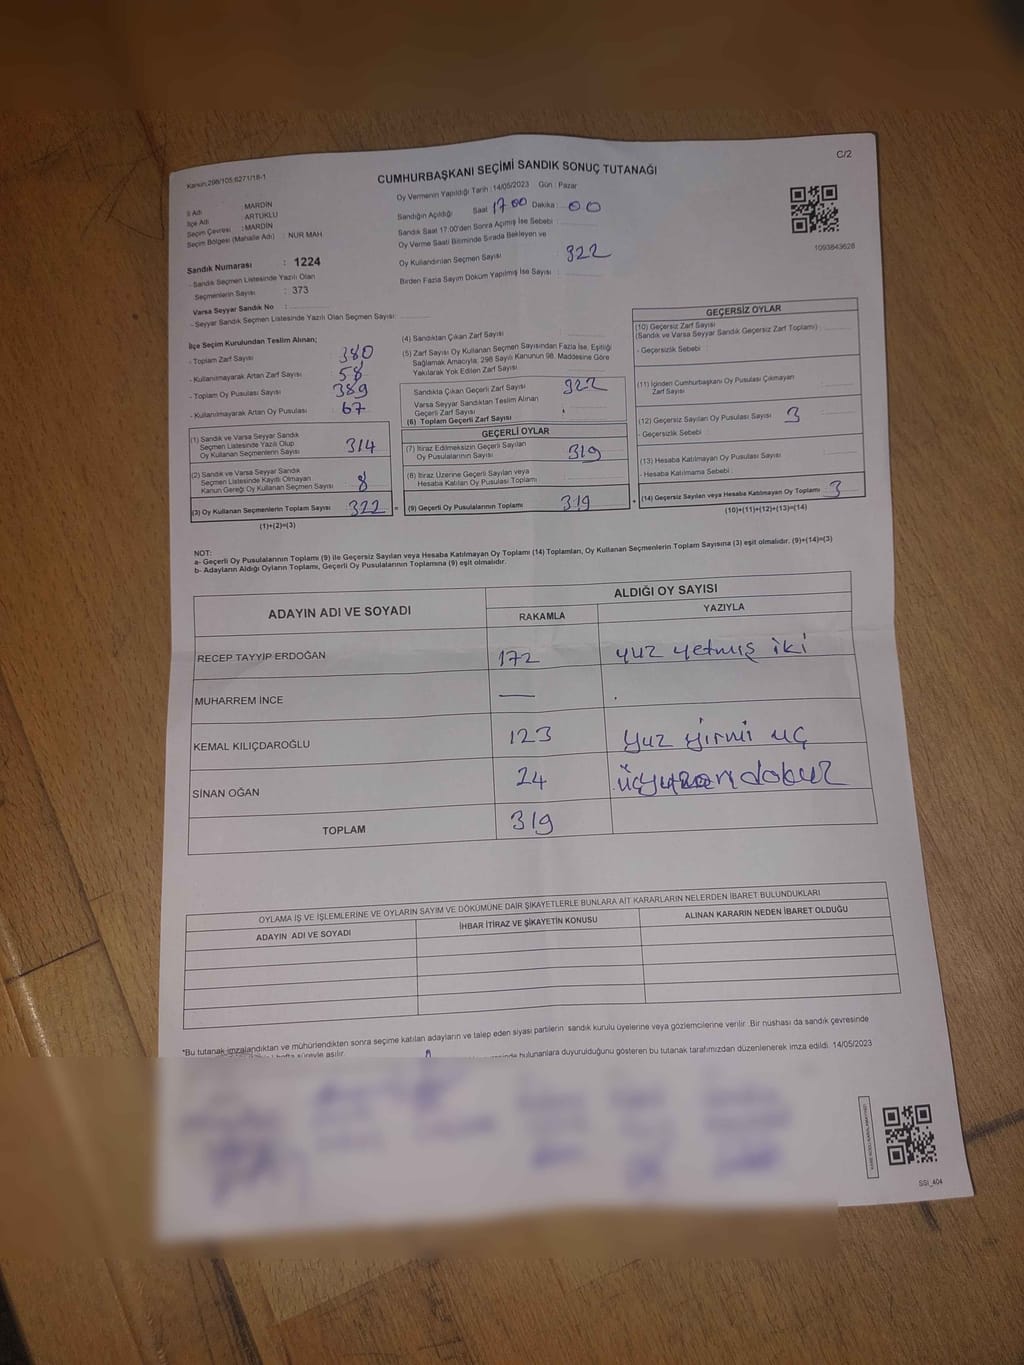 Kanun:298/105;6271/18-1
CUMHURBAŞKANI SEÇİMİ SANDIK SONUÇ TUTANAĞI
C/2
Oy Vermenin Yapıldığı Tarih :14/05/2023 Gün : Pazar
İl Adı : MARDİN
İlçe Adı : ARTUKLU
Seçim Çevresi : MARDİN
Seçim Bölgesi (Mahalle Adı) : NUR MAH
Sandığın Açıldığı Saat : 17 00 Dakika : 00
Sandık Saat 17:00'den Sonra Açılmış İse Sebebi :
Oy Verme Saati Bitiminde Sırada Bekleyen ve
Oy Kullandırılan Seçmen Sayısı : 322
Birden Fazla Sayım Döküm Yapılmış İse Sayısı :
1093849628
Sandık Numarası : 1224
- Sandık Seçmen Listesinde Yazılı Olan
Seçmenlerin Sayısı : 373
Varsa Seyyar Sandık No :
- Seyyar Sandık Seçmen Listesinde Yazılı Olan Seçmen Sayısı:
İlçe Seçim Kurulundan Teslim Alınan;
- Toplam Zarf Sayısı : 380
- Kullanılmayarak Artan Zarf Sayısı : 58
- Toplam Oy Pusulası Sayısı : 389
- Kullanılmayarak Artan Oy Pusulası : 67
(1) Sandık ve Varsa Seyyar Sandık
Seçmen Listesinde Yazılı Olup
Oy Kullanan Seçmenlerin Sayısı : 314
(2) Sandık ve Varsa Seyyar Sandık
Seçmen Listesinde Kayıtlı Olmayan
Kanun Gereği Oy Kullanan Seçmen Sayısı : 8
(3) Oy Kullanan Seçmenlerin Toplam Sayısı : 322 =
(1)+(2)=(3)
(4) Sandıktan Çıkan Zarf Sayısı :
(5) Zarf Sayısı Oy Kullanan Seçmen Sayısından Fazla İse, Eşitliği
Sağlamak Amacıyla; 298 Sayılı Kanunun 98. Maddesine Göre
Yakılarak Yok Edilen Zarf Sayısı :
Sandıkta Çıkan Geçerli Zarf Sayısı : 322
Varsa Seyyar Sandıktan Teslim Alınan
Geçerli Zarf Sayısı :
(6) Toplam Geçerli Zarf Sayısı :
GEÇERLİ OYLAR
(7) İtiraz Edilmeksizin Geçerli Sayılan
Oy Pusulalarının Sayısı : 319
(8) İtiraz Üzerine Geçerli Sayılan veya
Hesaba Katılan Oy Pusulası Toplamı :
(9) Geçerli Oy Pusulalarının Toplamı : 319 +
GEÇERSİZ OYLAR
(10) Geçersiz Zarf Sayısı
(Sandık ve Varsa Seyyar Sandık Geçersiz Zarf Toplamı) :
- Geçersizlik Sebebi :
(11) İçinden Cumhurbaşkanı Oy Pusulası Çıkmayan
Zarf Sayısı :
(12) Geçersiz Sayılan Oy Pusulası Sayısı : 3
- Geçersizlik Sebebi :
(13) Hesaba Katılmayan Oy Pusulası Sayısı :
- Hesaba Katılmama Sebebi :
(14) Geçersiz Sayılan veya Hesaba Katılmayan Oy Toplamı : 3
(10)+(11)+(12)+(13)=(14)
NOT:
a- Geçerli Oy Pusulalarının Toplamı (9) ile Geçersiz Sayılan veya Hesaba Katılmayan Oy Toplamı (14) Toplamları, Oy Kullanan Seçmenlerin Toplam Sayısına (3) eşit olmalıdır. (9)+(14)=(3)
b- Adayların Aldığı Oyların Toplamı, Geçerli Oy Pusulalarının Toplamına (9) eşit olmalıdır.
ADAYIN ADI VE SOYADI ALDIĞI OY SAYISI
RAKAMLA YAZIYLA
RECEP TAYYİP ERDOĞAN 172 yuz yetmiş iki
MUHARREM İNCE —
KEMAL KILIÇDAROĞLU 123 yuz yirmi uç
SİNAN OĞAN 24
TOPLAM 319
OYLAMA İŞ VE İŞLEMLERİNE VE OYLARIN SAYIM VE DÖKÜMÜNE DAİR ŞİKAYETLERLE BUNLARA AİT KARARLARIN NELERDEN İBARET BULUNDUKLARI
ADAYIN ADI VE SOYADI İHBAR İTİRAZ VE ŞİKAYETİN KONUSU ALINAN KARARIN NEDEN İBARET OLDUĞU
*Bu tutanak imzalandıktan ve mühürlendikten sonra seçime katılan adayların ve talep eden siyasi partilerin sandık kurulu üyelerine veya gözlemcilerine verilir .Bir nüshası da sandık çevresinde
hafta süreyle asılır. bulunanlara duyurulduğunu gösteren bu tutanak tarafımızdan düzenlenerek imza edildi. 14/05/2023
SSI_404